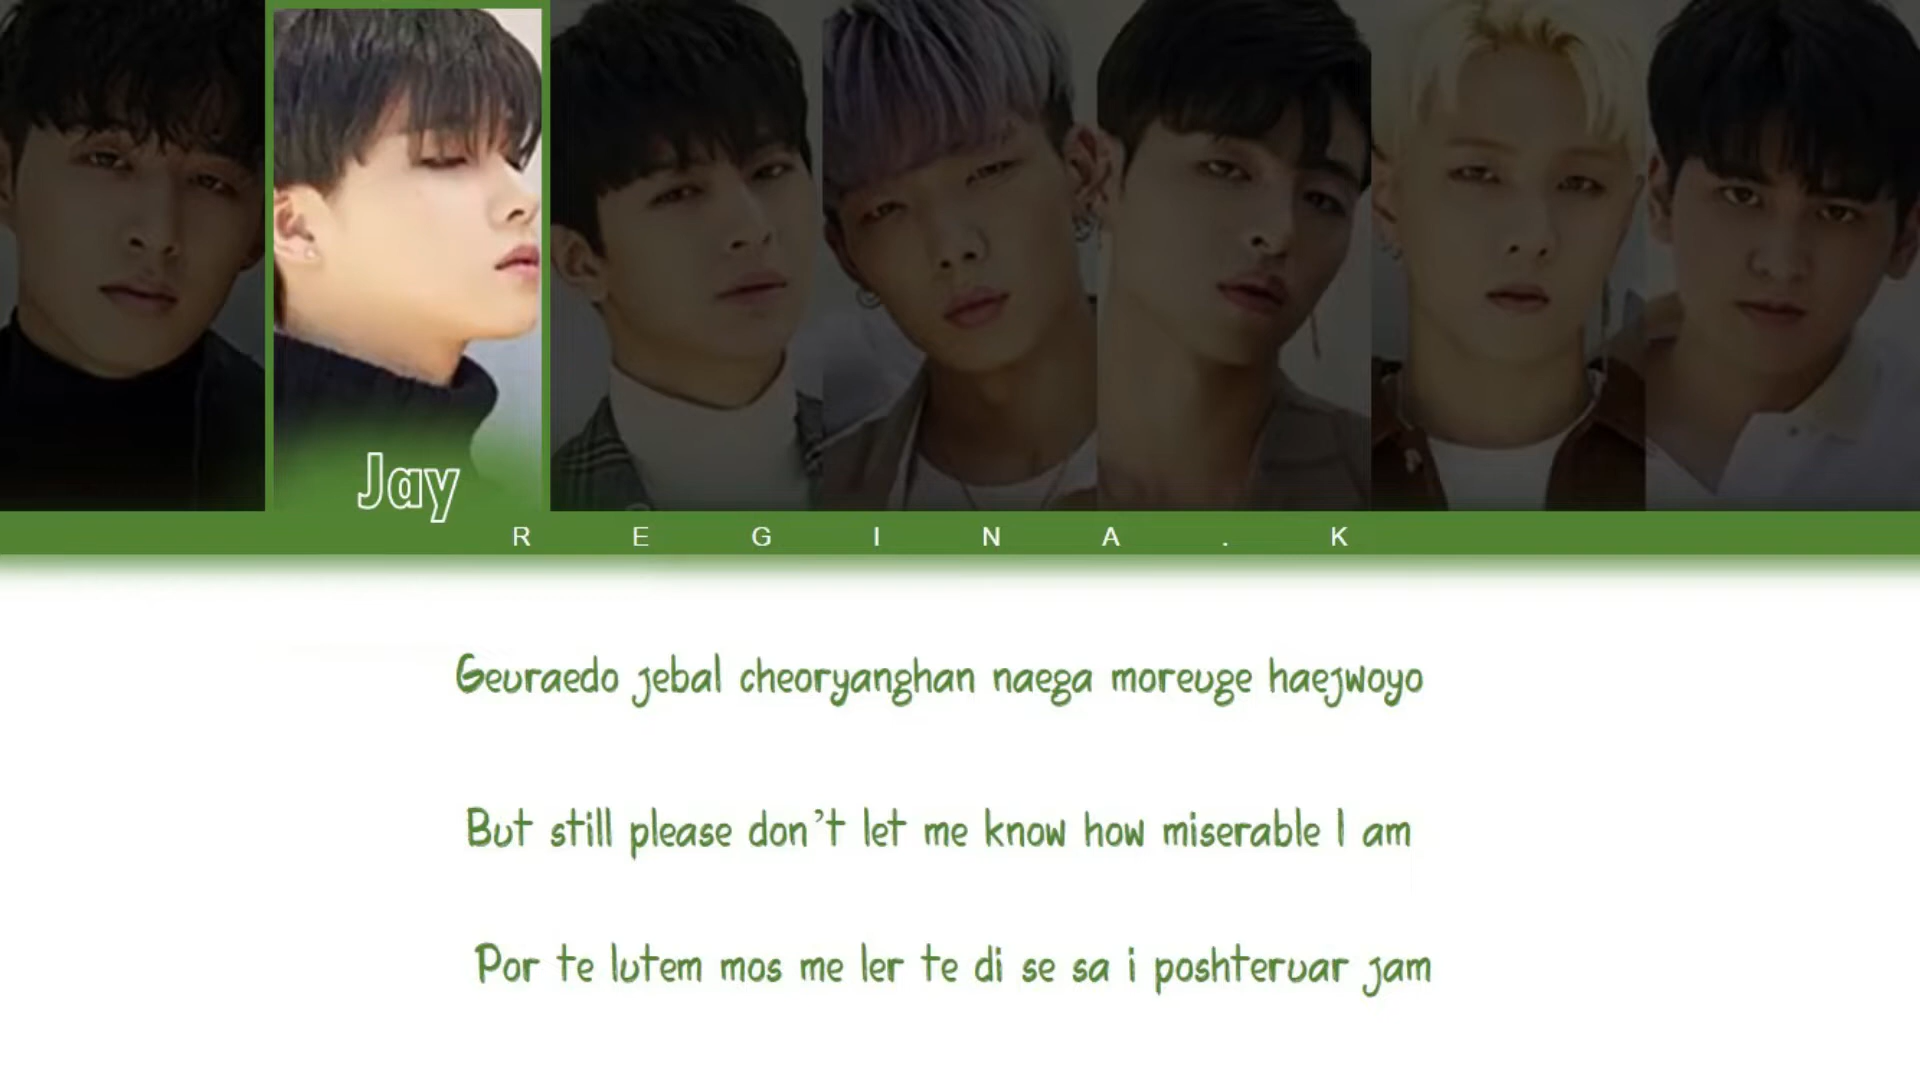 Jay
R E G I N A . K
Geuraedo jebal cheoryanghan naega moreuge haejwoyo
But still please don't let me know how miserable I am
Por te lutem mos me ler te di se sa i poshteruar jam